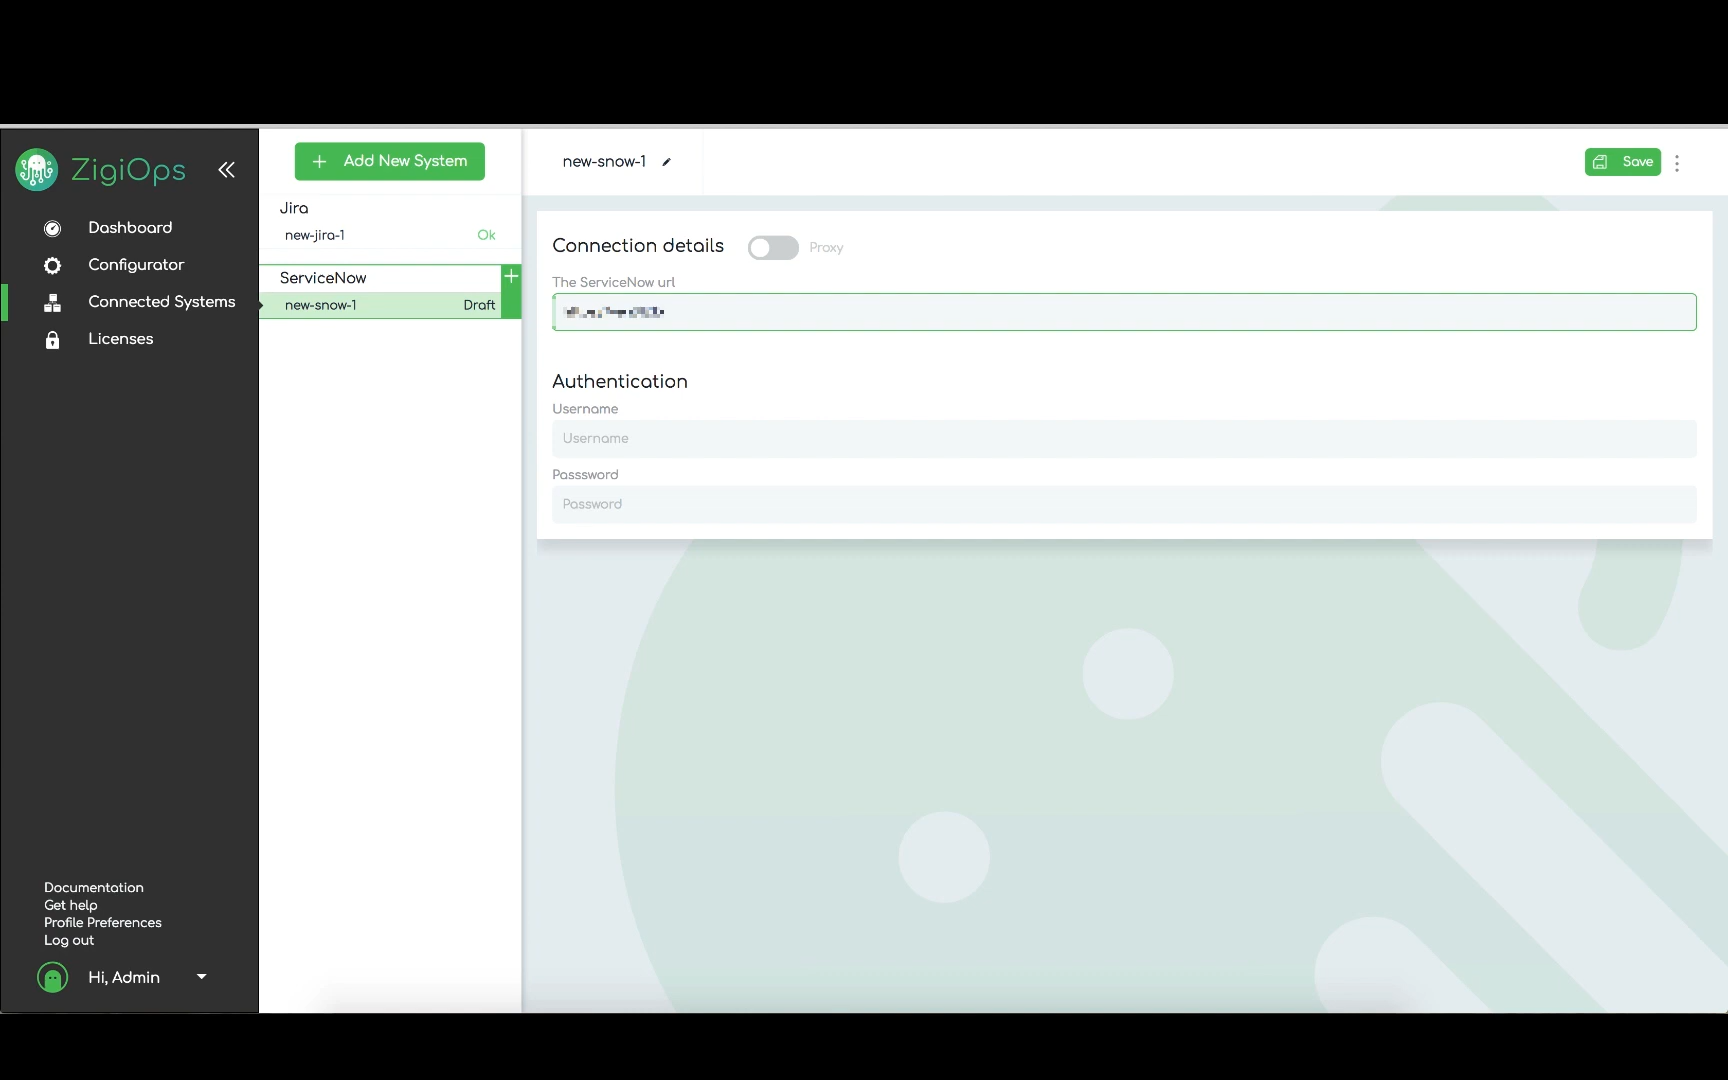 ZigiOps
Dashboard
Configurator
Connected Systems
Licenses
Documentation
Get help
Profile Preferences
Log out
Hi, Admin
Add New System
Jira
new-jira-1 Ok
ServiceNow
new-snow-1 Draft
new-snow-1
Save
Connection details Proxy
The ServiceNow url
Authentication
Username
Username
Passsword
Password